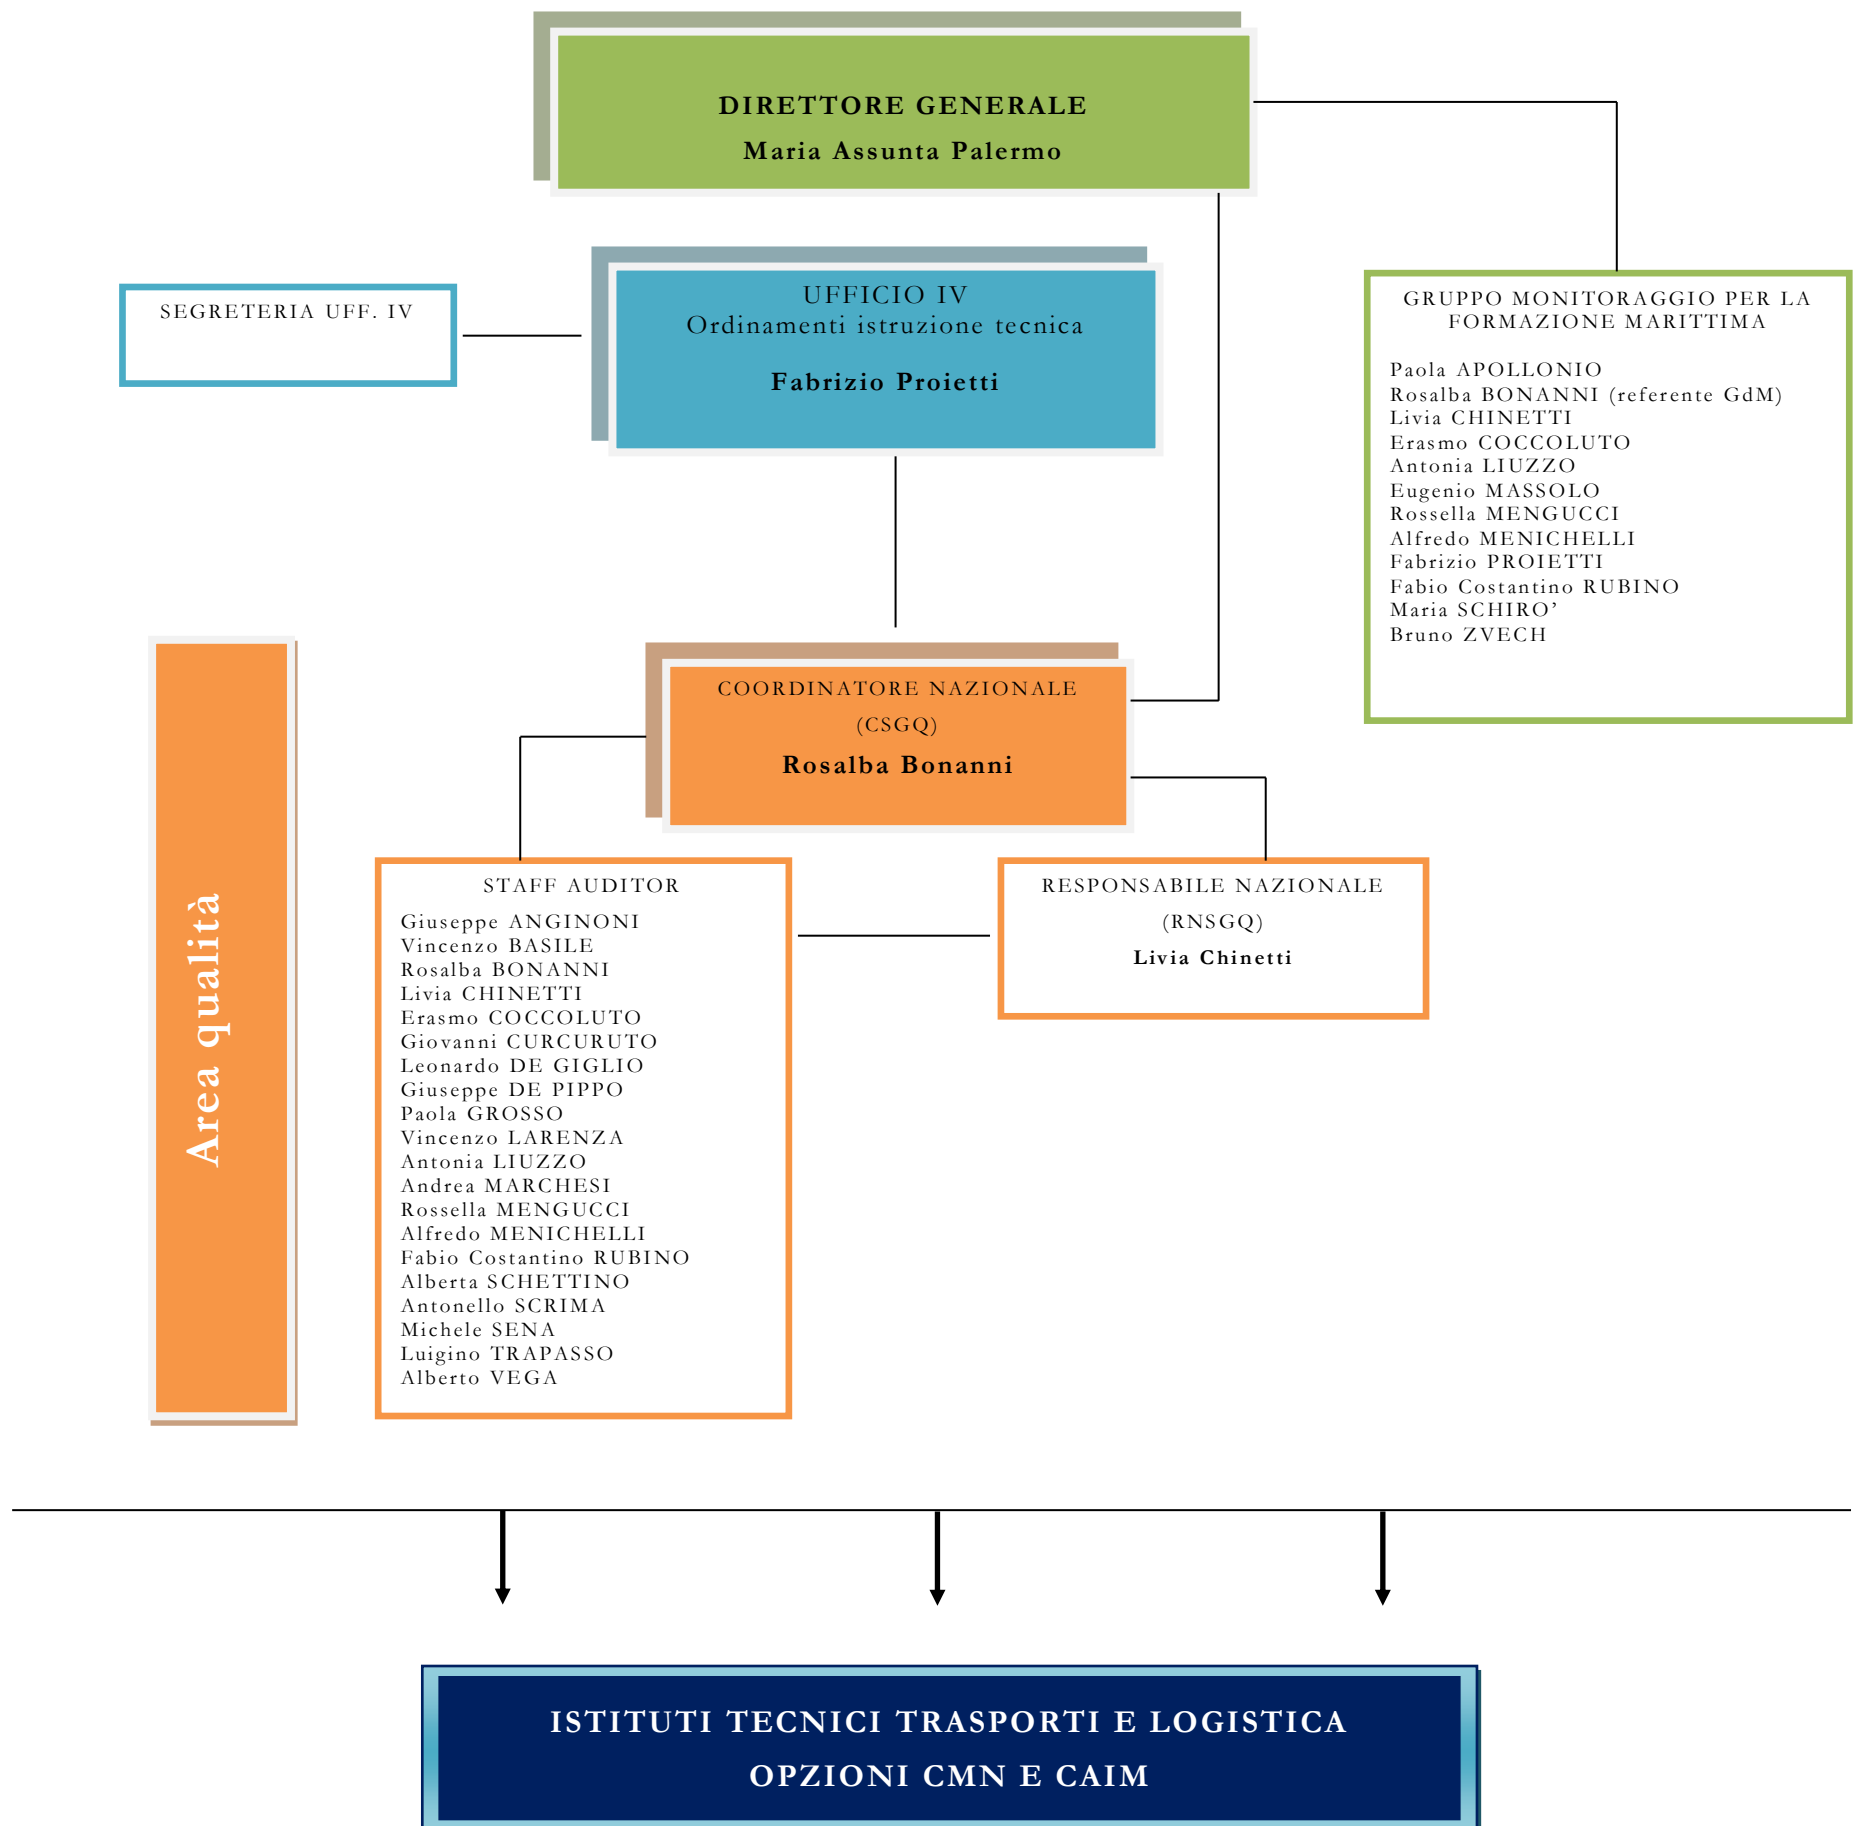 DIRETTORE GENERALE
Maria Assunta Palermo
SEGRETERIA UFF. IV
UFFICIO IV
Ordinamenti istruzione tecnica
Fabrizio Proietti
GRUPPO MONITORAGGIO PER LA
FORMAZIONE MARITTIMA
Paola APOLLONIO
Rosalba BONANNI (referente GdM)
Livia CHINETTI
Erasmo COCCOLUTO
Antonia LIUZZO
Eugenio MASSOLO
Rossella MENGUCCI
Alfredo MENICHELLI
Fabrizio PROIETTI
Fabio Costantino RUBINO
Maria SCHIRO’
Bruno ZVECH
COORDINATORE NAZIONALE
(CSGQ)
Rosalba Bonanni
Area qualità
STAFF AUDITOR
Giuseppe ANGINONI
Vincenzo BASILE
Rosalba BONANNI
Livia CHINETTI
Erasmo COCCOLUTO
Giovanni CURCURUTO
Leonardo DE GIGLIO
Giuseppe DE PIPPO
Paola GROSSO
Vincenzo LARENZA
Antonia LIUZZO
Andrea MARCHESI
Rossella MENGUCCI
Alfredo MENICHELLI
Fabio Costantino RUBINO
Alberta SCHETTINO
Antonello SCRIMA
Michele SENA
Luigino TRAPASSO
Alberto VEGA
RESPONSABILE NAZIONALE
(RNSGQ)
Livia Chinetti
ISTITUTI TECNICI TRASPORTI E LOGISTICA
OPZIONI CMN E CAIM